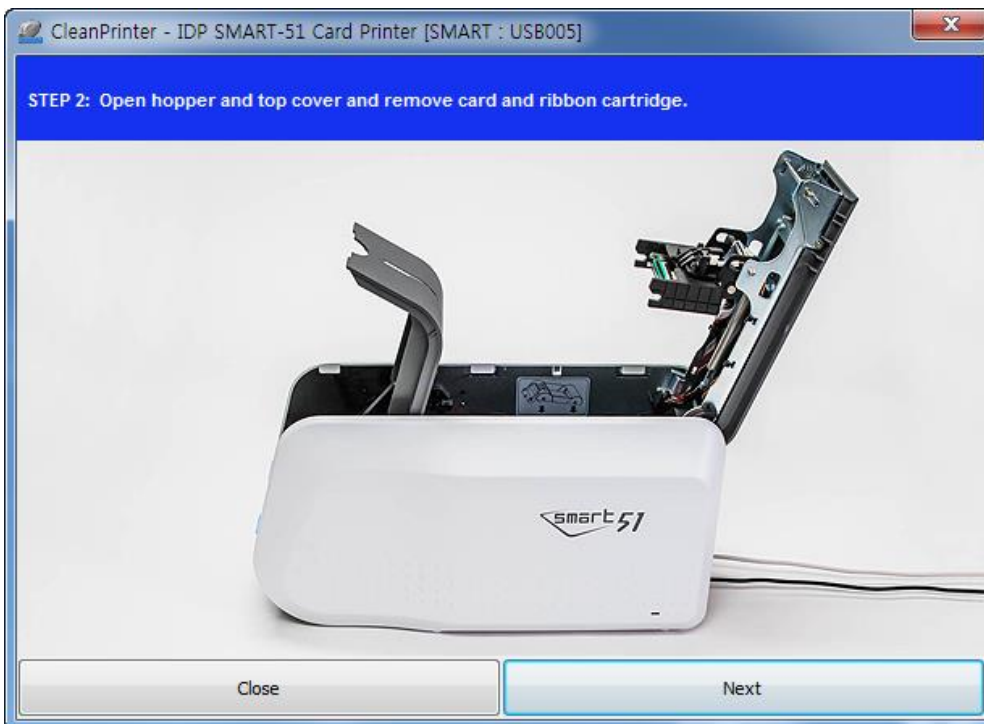 CleanPrinter - IDP SMART-51 Card Printer [SMART : USB005]
STEP 2: Open hopper and top cover and remove card and ribbon cartridge.
smart 51
Close
Next